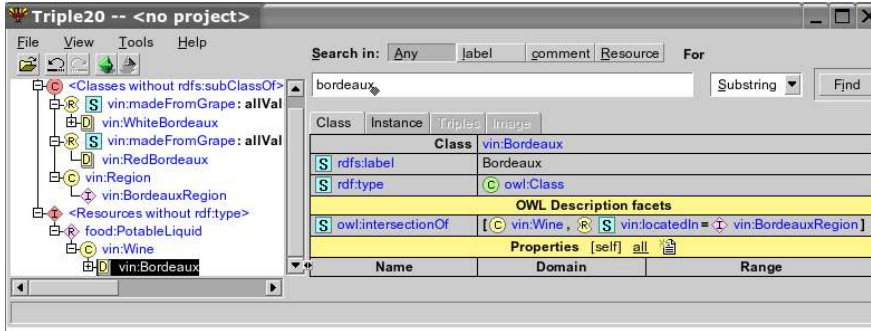 Triple20 -- <no project>
File View Tools Help
Search in: Any label comment Resource For
bordeaux Substring Find
<Classes without rdfs:subClassOf>
vin:madeFromGrape: allVal
vin:WhiteBordeaux
vin:madeFromGrape: allVal
vin:RedBordeaux
vin:Region
vin:BordeauxRegion
<Resources without rdf:type>
food:PotableLiquid
vin:Wine
vin:Bordeaux
Class Instance Triples Image
Class vin:Bordeaux
S rdfs:label Bordeaux
S rdf:type C owl:Class
OWL Description facets
S owl:intersectionOf [ C vin:Wine , R S vin:locatedIn = I vin:BordeauxRegion ]
Properties [self] all
Name Domain Range